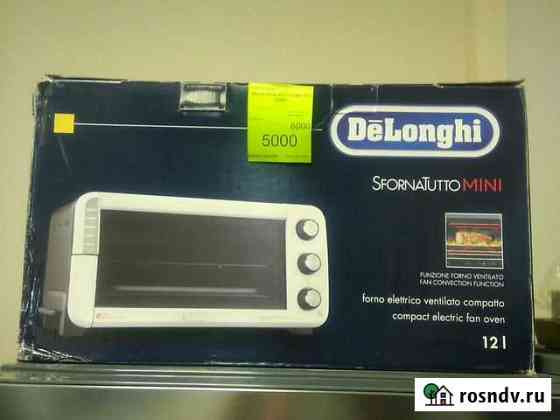 6000
5000
DēLonghi
SFORNATUTTO MINI
FUNZIONE FORNO VENTILATO
FAN CONVECTION FUNCTION
forno elettrico ventilato compatto
compact electric fan oven
12 l
rosndv.ru